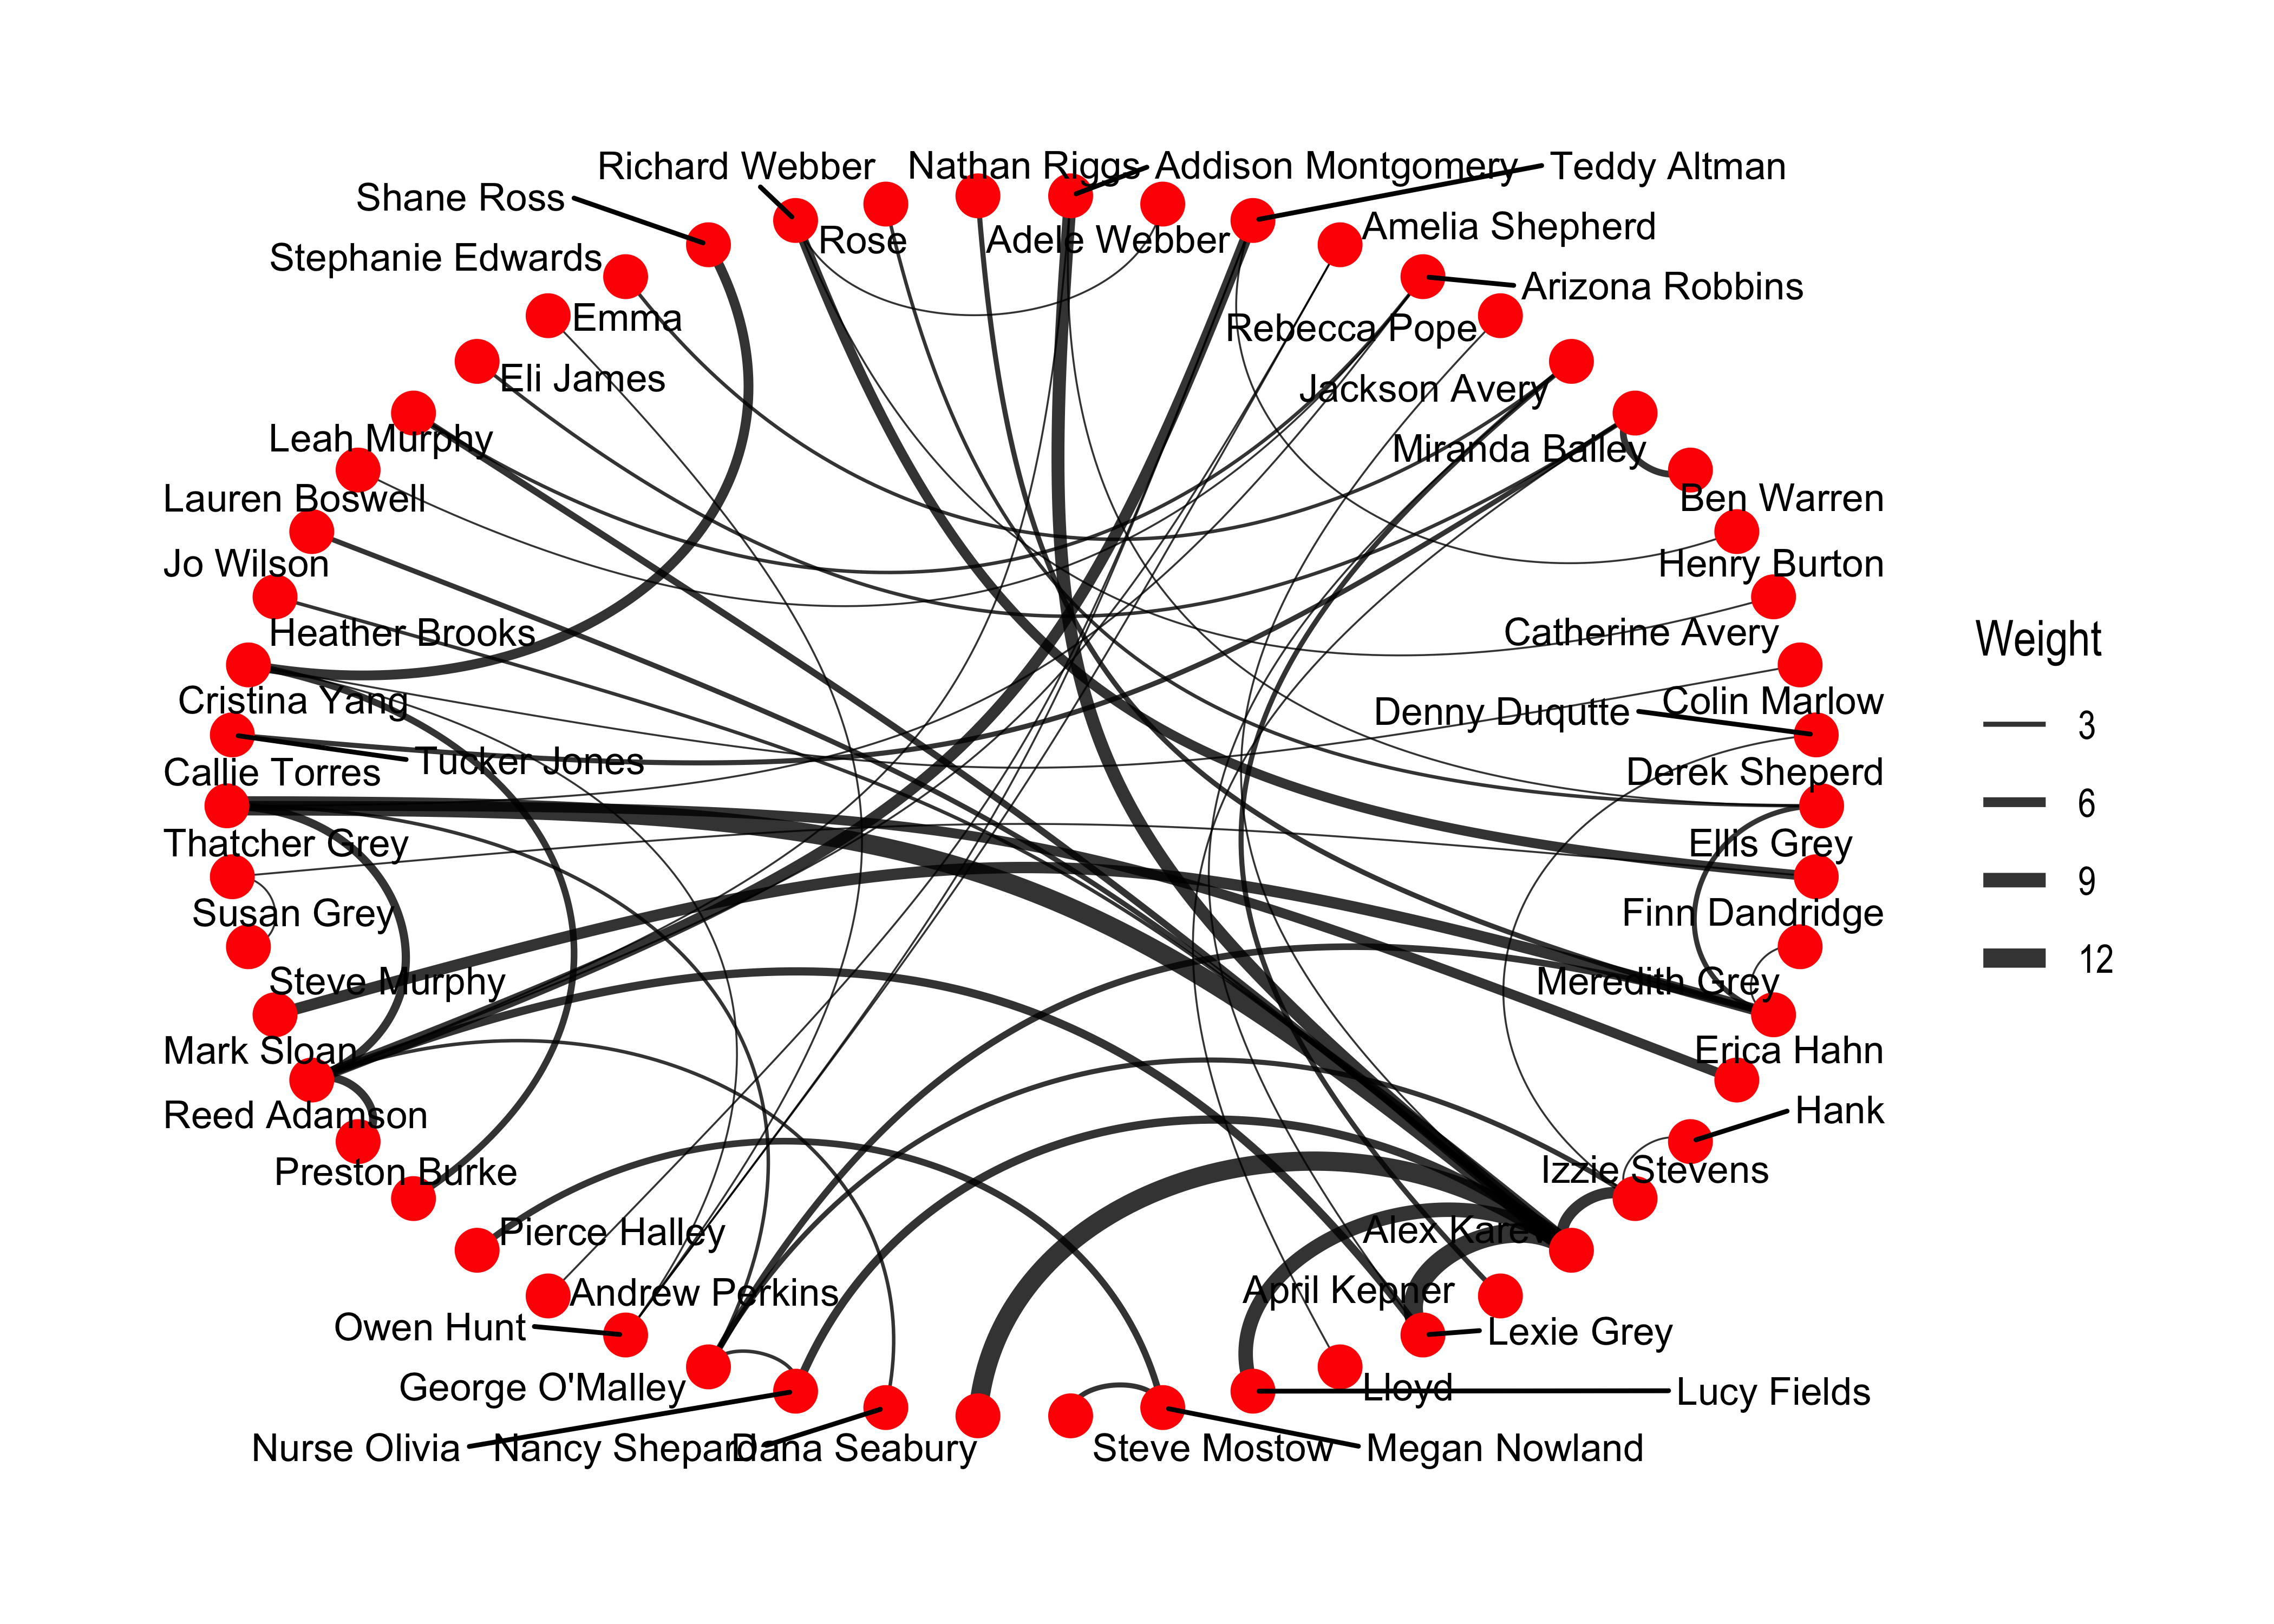 Richard Webber
Nathan Riggs
Addison Montgomery
Teddy Altman
Shane Ross
Rose
Adele Webber
Amelia Shepherd
Stephanie Edwards
Arizona Robbins
Emma
Rebecca Pope
Eli James
Jackson Avery
Leah Murphy
Miranda Bailey
Lauren Boswell
Ben Warren
Jo Wilson
Henry Burton
Heather Brooks
Catherine Avery
Weight
Cristina Yang
Colin Marlow
Denny Duqutte
3
Tucker Jones
Callie Torres
Derek Sheperd
6
Thatcher Grey
Ellis Grey
9
Susan Grey
Finn Dandridge
12
Steve Murphy
Meredith Grey
Mark Sloan
Erica Hahn
Reed Adamson
Hank
Preston Burke
Izzie Stevens
Pierce Halley
Alex Karev
Andrew Perkins
April Kepner
Owen Hunt
Lexie Grey
George O'Malley
Lloyd
Lucy Fields
Nurse Olivia
Nancy Shepard
Dana Seabury
Steve Mostow
Megan Nowland